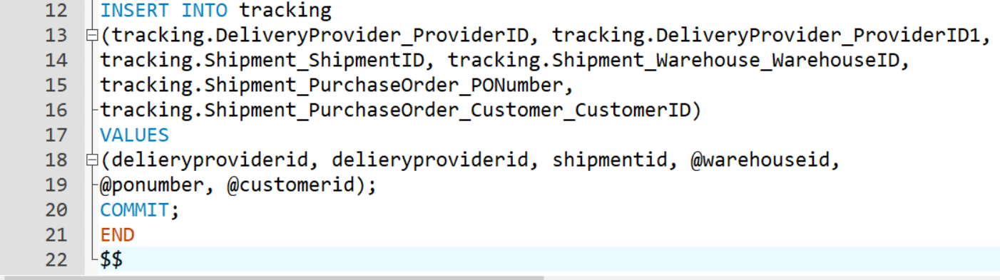 12 INSERT INTO tracking
13 (tracking.DeliveryProvider_ProviderID, tracking.DeliveryProvider_ProviderID1,
14 tracking.Shipment_ShipmentID, tracking.Shipment_Warehouse_WarehouseID,
15 tracking.Shipment_PurchaseOrder_PONumber,
16 tracking.Shipment_PurchaseOrder_Customer_CustomerID)
17 VALUES
18 (delieryproviderid, delieryproviderid, shipmentid, @warehouseid,
19 @ponumber, @customerid);
20 COMMIT;
21 END
22 $$